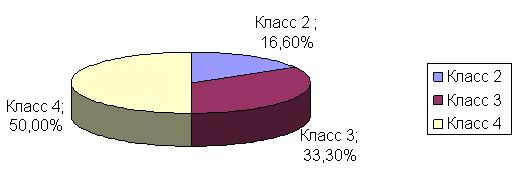 Класс 2 ;
16,60%
Класс 4;
50,00%
Класс 3;
33,30%
Класс 2
Класс 3
Класс 4